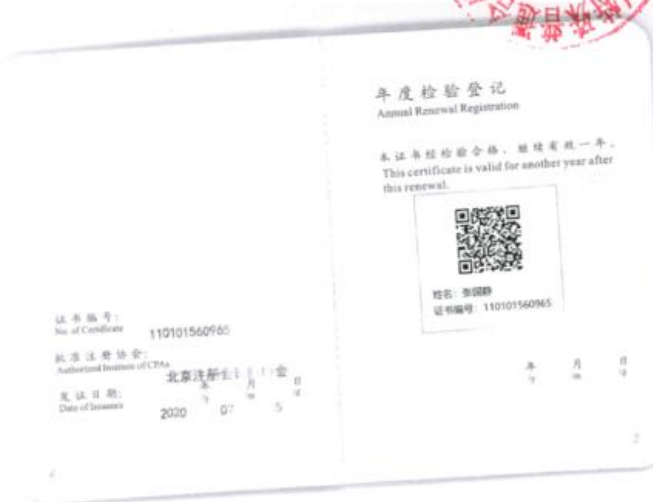 证书编号:
No. of Certificate
110101560965
批准注册协会:
Authorized Institute of CPAs
北京注册会
发证日期:
Date of Issuance
年 月 日
2020 07 5
年度检验登记
Annual Renewal Registration
本证书经检验合格，继续有效一年。
This certificate is valid for another year after
this renewal.
姓名：张国静
证书编号：110101560965
年 月 日